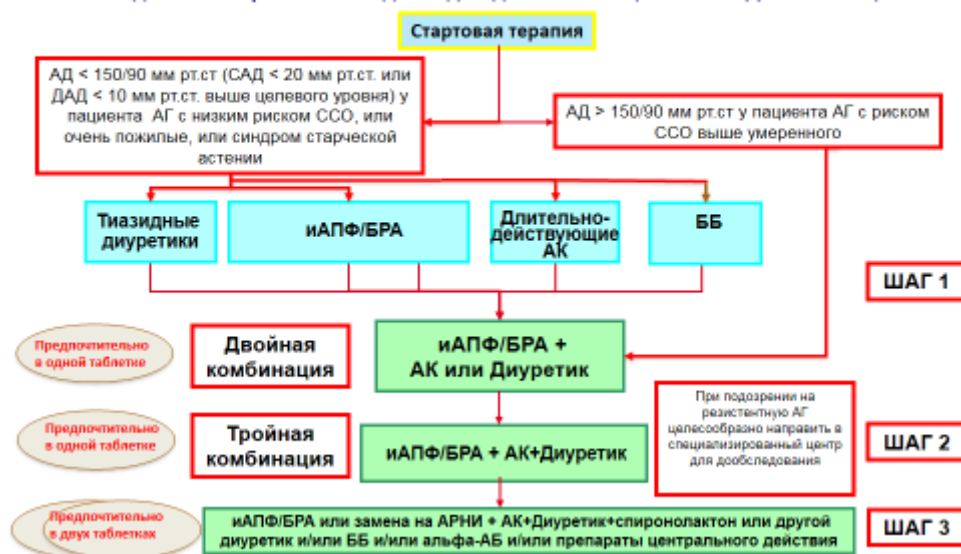 Стартовая терапия
АД < 150/90 мм рт.ст (САД < 20 мм рт.ст. или
ДАД < 10 мм рт.ст. выше целевого уровня) у
пациента АГ с низким риском ССО, или
очень пожилые, или синдром старческой
астении
АД > 150/90 мм рт.ст у пациента АГ с риском
ССО выше умеренного
Тиазидные
диуретики
иАПФ/БРА
Длительно-
действующие
АК
ББ
ШАГ 1
Предпочтительно
в одной таблетке
Двойная
комбинация
иАПФ/БРА +
АК или Диуретик
Предпочтительно
в одной таблетке
Тройная
комбинация
иАПФ/БРА + АК+Диуретик
При подозрении на
резистентную АГ
целесообразно направить в
специализированный центр
для дообследования
ШАГ 2
Предпочтительно
в двух таблетках
иАПФ/БРА или замена на АРНИ + АК+Диуретик+спиронолактон или другой
диуретик и/или ББ и/или альфа-АБ и/или препараты центрального действия
ШАГ 3